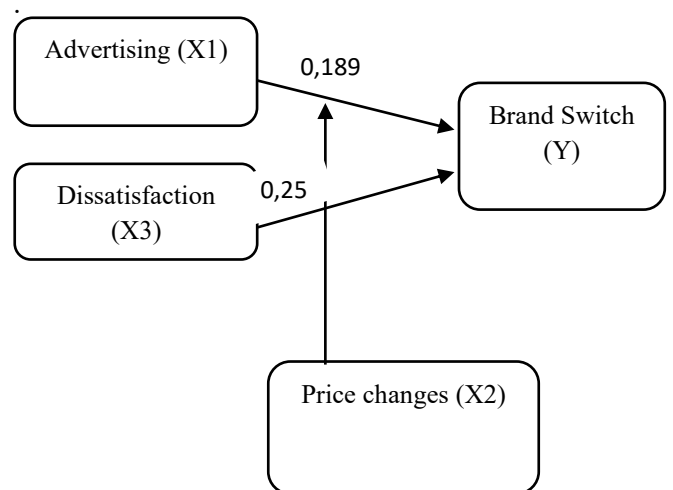 .
Advertising (X1)
0,189
Brand Switch
(Y)
Dissatisfaction
(X3)
0,25
Price changes (X2)